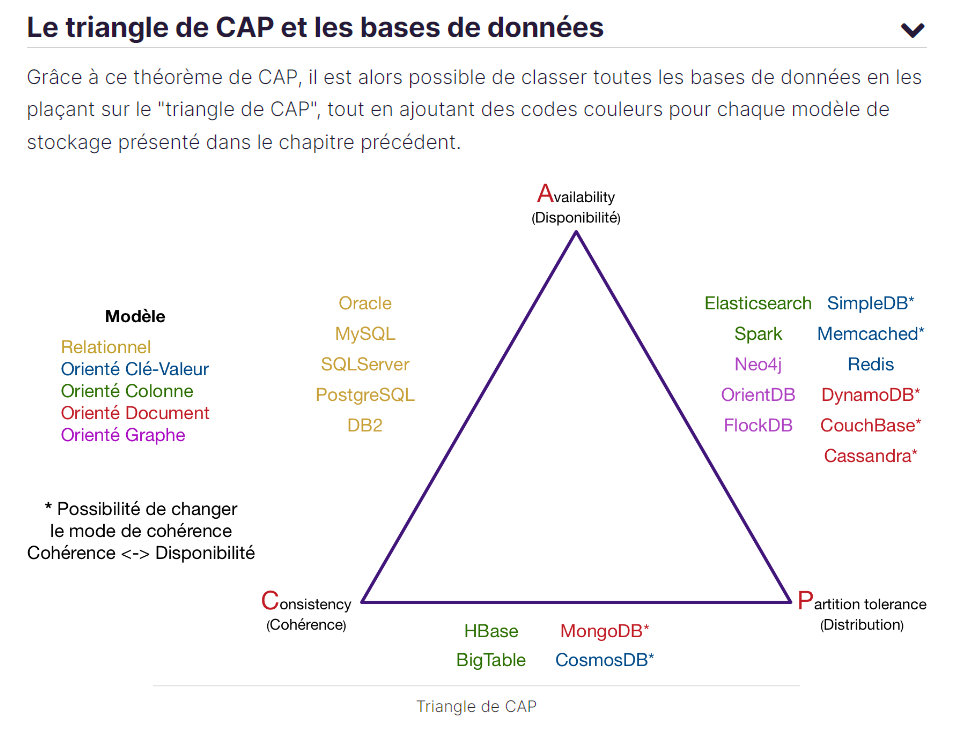 Le triangle de CAP et les bases de données
Grâce à ce théorème de CAP, il est alors possible de classer toutes les bases de données en les
plaçant sur le "triangle de CAP", tout en ajoutant des codes couleurs pour chaque modèle de
stockage présenté dans le chapitre précédent.
Availability
(Disponibilité)
Modèle
Relationnel
Orienté Clé-Valeur
Orienté Colonne
Orienté Document
Orienté Graphe
* Possibilité de changer
le mode de cohérence
Cohérence <-> Disponibilité
Oracle
MySQL
SQLServer
PostgreSQL
DB2
Elasticsearch
Spark
Neo4j
OrientDB
FlockDB
SimpleDB*
Memcached*
Redis
DynamoDB*
CouchBase*
Cassandra*
Consistency
(Cohérence)
Partition tolerance
(Distribution)
HBase
BigTable
MongoDB*
CosmosDB*
Triangle de CAP